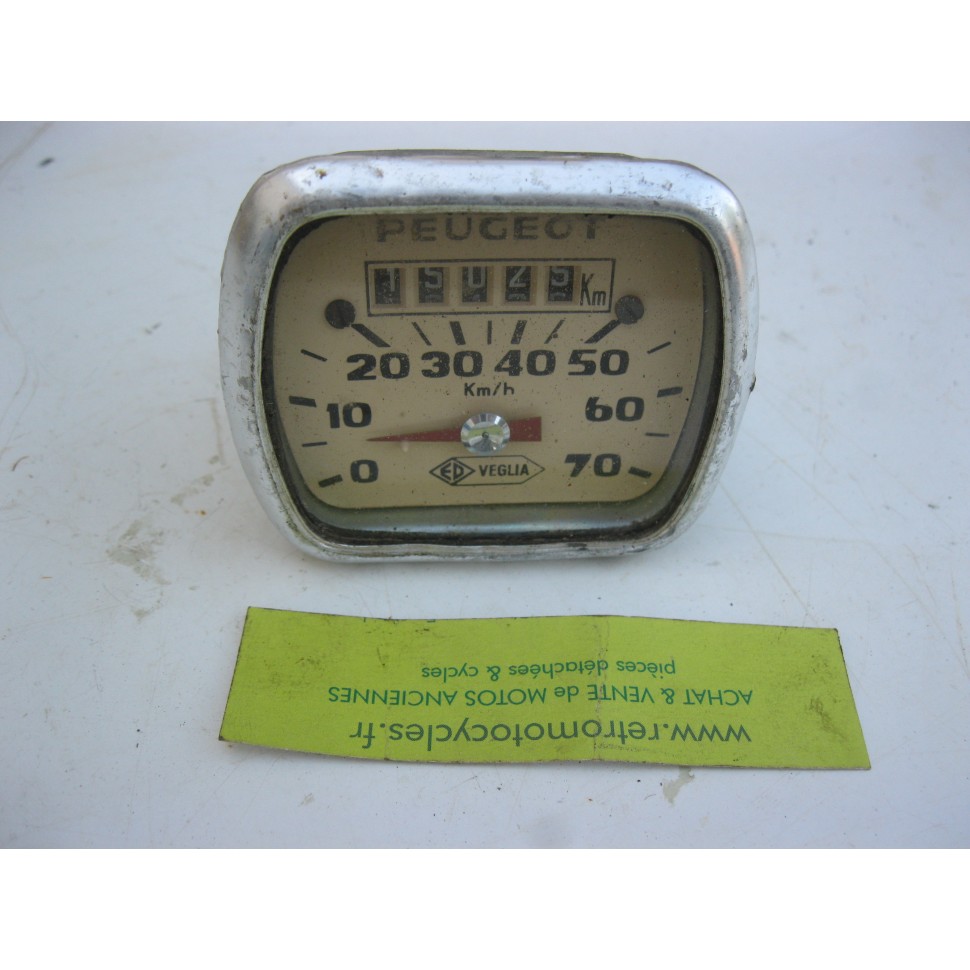 PEUGEOT
15025 Km
20 30 40 50
Km/h
10 60
0 ED VEGLIA 70
www.retromotocycles.fr
ACHAT & VENTE de MOTOS ANCIENNES
pièces détachées & cycles